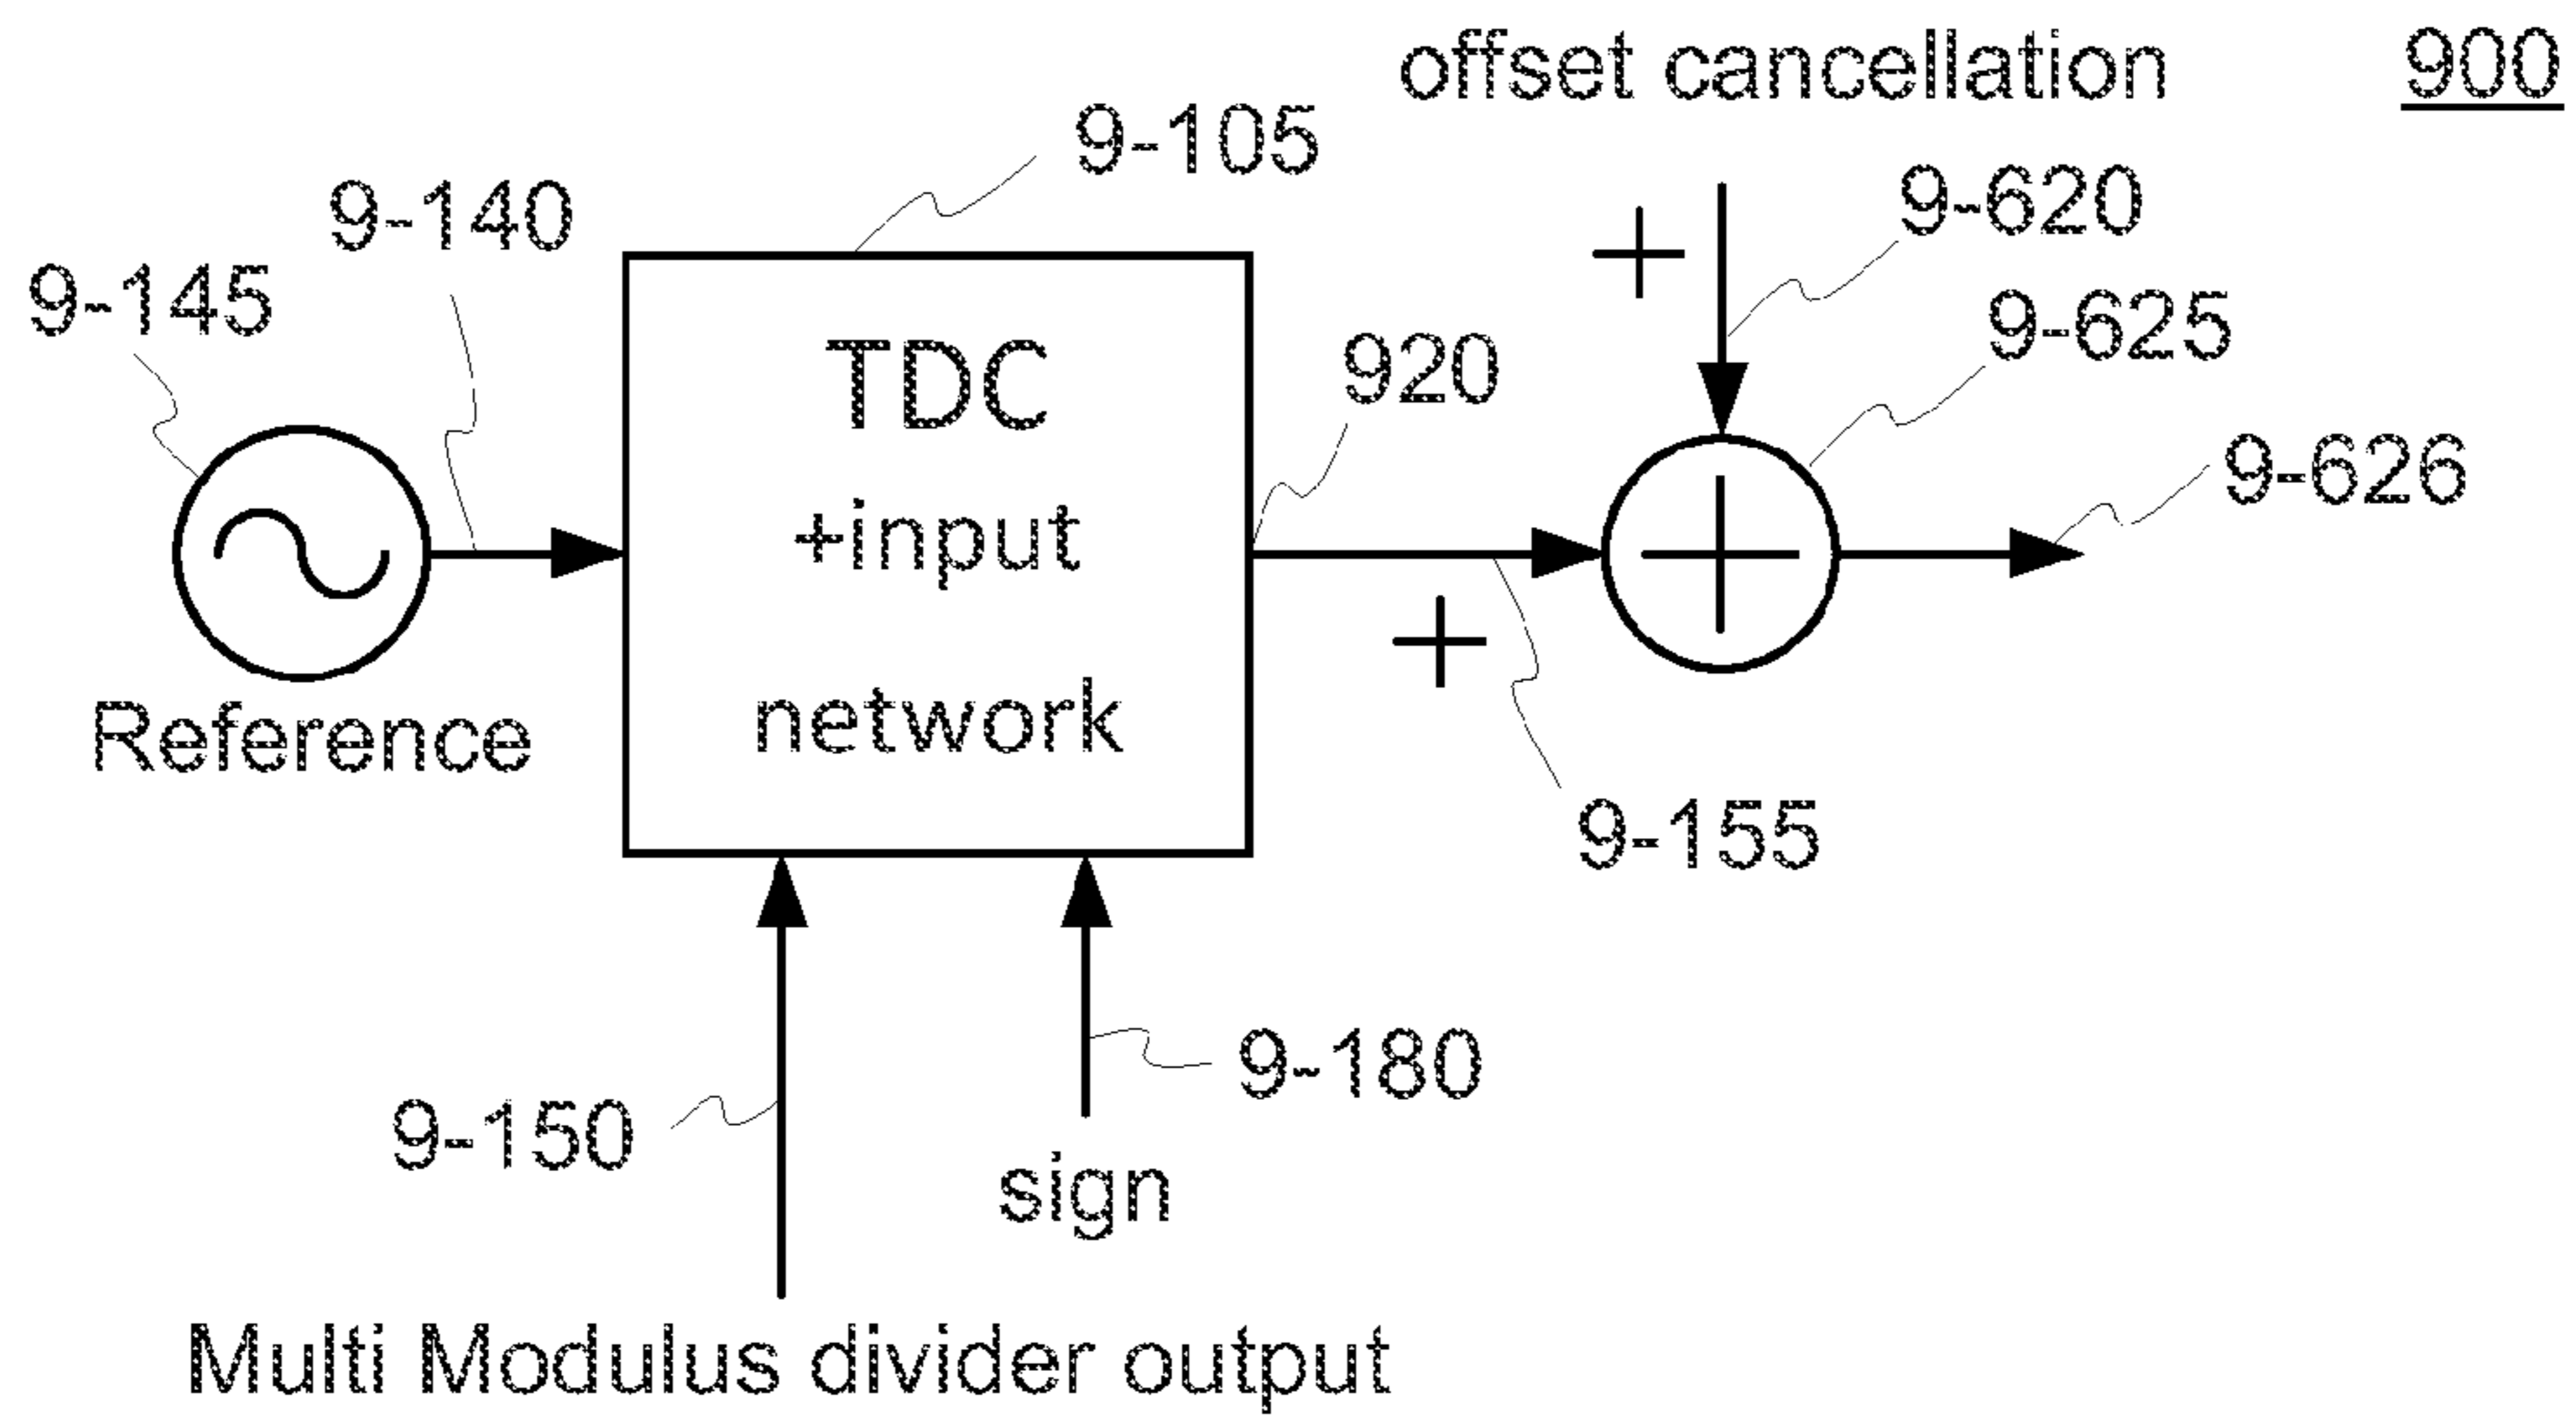 offset cancellation
900
9-105
9-140
9-620
9-145
9-625
TDC
+input
network
920
9-626
+
+
+
Reference
9-155
9-180
9-150
sign
Multi Modulus divider output